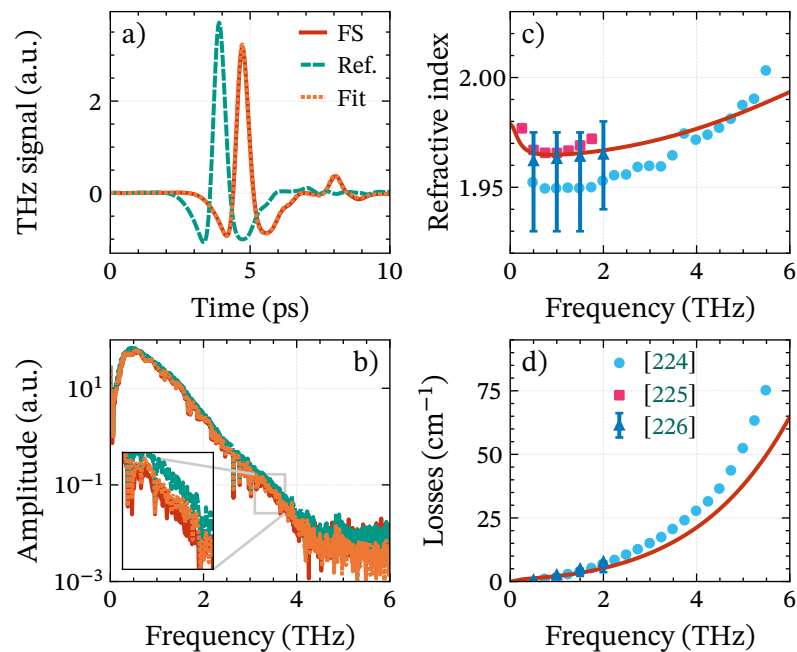 a)
FS
Ref.
Fit
THz signal (a.u.)
2
0
0
5
10
Time (ps)
c)
2.00
1.95
Refractive index
0
2
4
6
Frequency (THz)
b)
10¹
10⁻¹
10⁻³
Amplitude (a.u.)
0
2
4
6
Frequency (THz)
d)
[224]
[225]
[226]
75
50
25
0
Losses (cm⁻¹)
0
2
4
6
Frequency (THz)